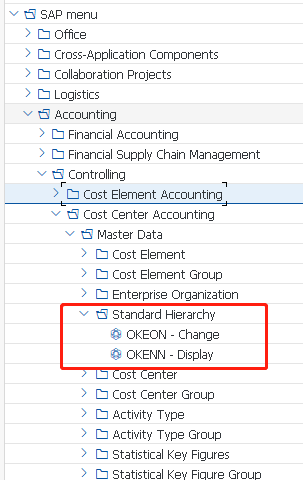 SAP menu
Office
Cross-Application Components
Collaboration Projects
Logistics
Accounting
Financial Accounting
Financial Supply Chain Management
Controlling
Cost Element Accounting
Cost Center Accounting
Master Data
Cost Element
Cost Element Group
Enterprise Organization
Standard Hierarchy
OKEON - Change
OKENN - Display
Cost Center
Cost Center Group
Activity Type
Activity Type Group
Statistical Key Figures
Statistical Key Figure Group